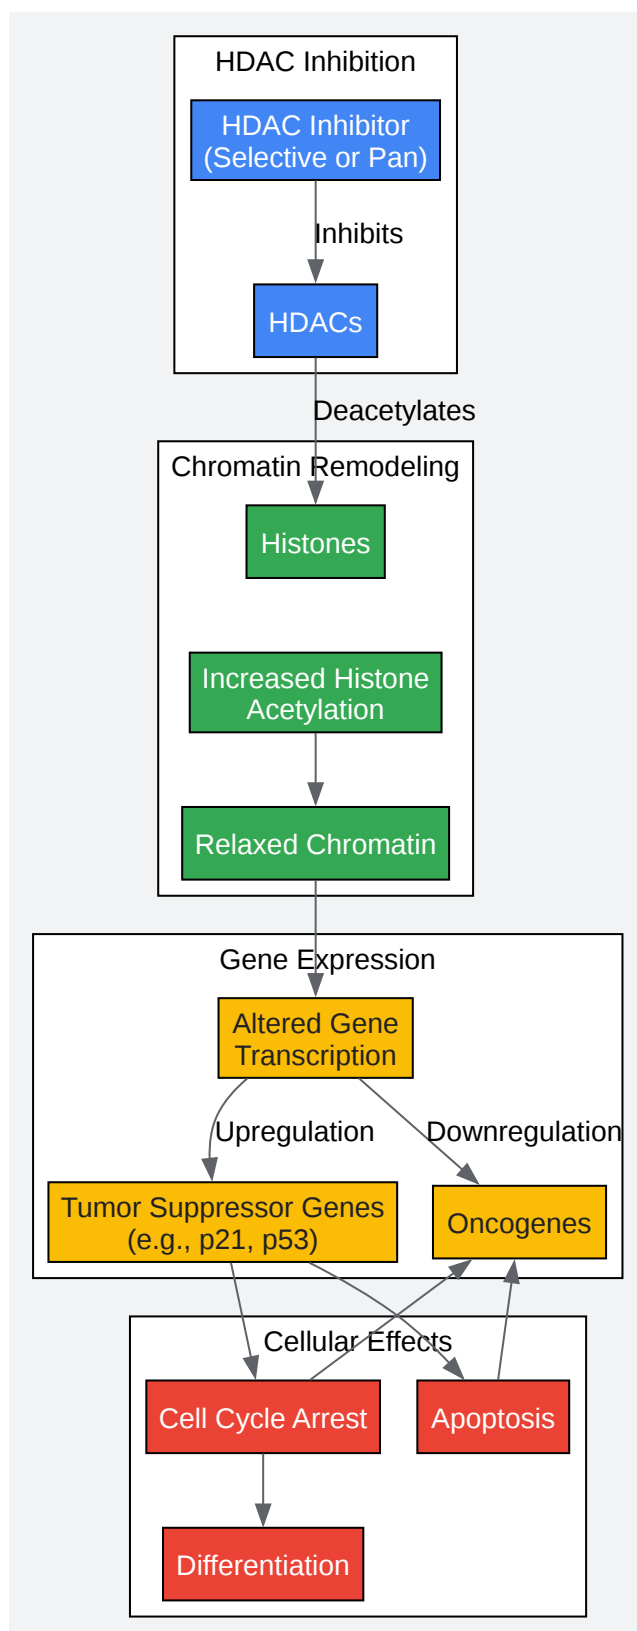 HDAC Inhibition
HDAC Inhibitor
(Selective or Pan)
Inhibits
HDACs
Deacetylates
Chromatin Remodeling
Histones
Increased Histone
Acetylation
Relaxed Chromatin
Gene Expression
Altered Gene
Transcription
Upregulation
Downregulation
Tumor Suppressor Genes
(e.g., p21, p53)
Oncogenes
Cellular Effects
Cell Cycle Arrest
Apoptosis
Differentiation